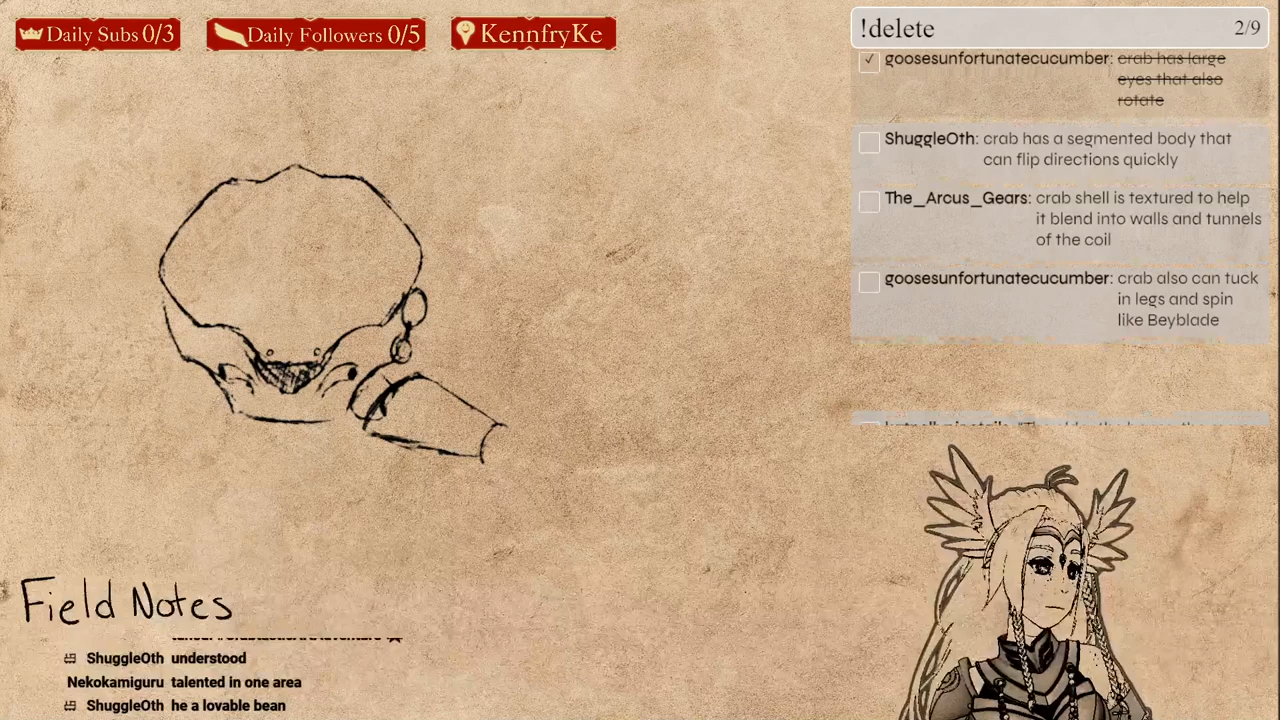 Daily Subs 0/3
Daily Followers 0/5
KennfryKe
!delete 2/9
goosesunfortunatecucumber: crab has large
eyes that also
rotate
ShuggleOth: crab has a segmented body that
can flip directions quickly
The_Arcus_Gears: crab shell is textured to help
it blend into walls and tunnels
of the coil
goosesunfortunatecucumber: crab also can tuck
in legs and spin
like Beyblade
Field Notes
ShuggleOth understood
Nekokamiguru talented in one area
ShuggleOth he a lovable bean